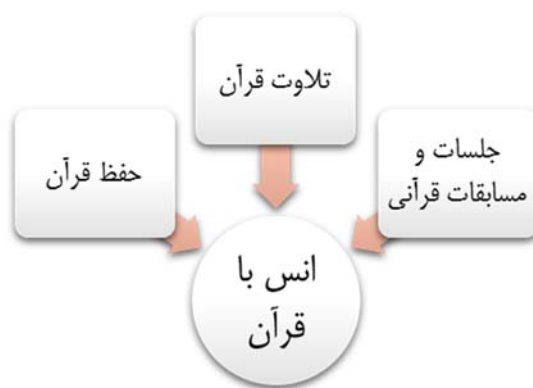 تلاوت قرآن
جلسات و
مسابقات قرآنی
حفظ قرآن
انس با
قرآن